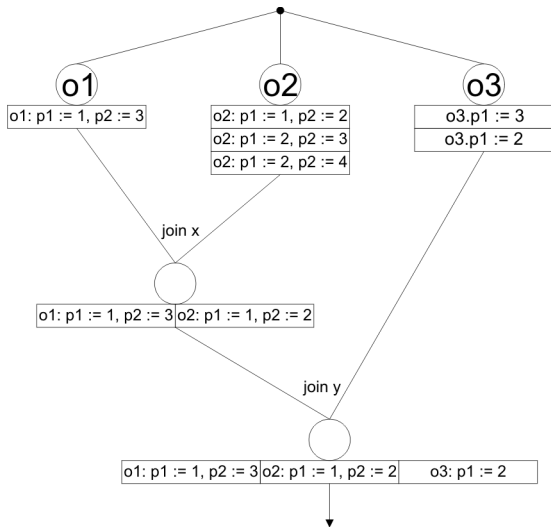 o1
o2
o3
o1: p1 := 1, p2 := 3
o2: p1 := 1, p2 := 2
o2: p1 := 2, p2 := 3
o2: p1 := 2, p2 := 4
o3.p1 := 3
o3.p1 := 2
join x
o1: p1 := 1, p2 := 3 o2: p1 := 1, p2 := 2
join y
o1: p1 := 1, p2 := 3 o2: p1 := 1, p2 := 2 o3: p1 := 2